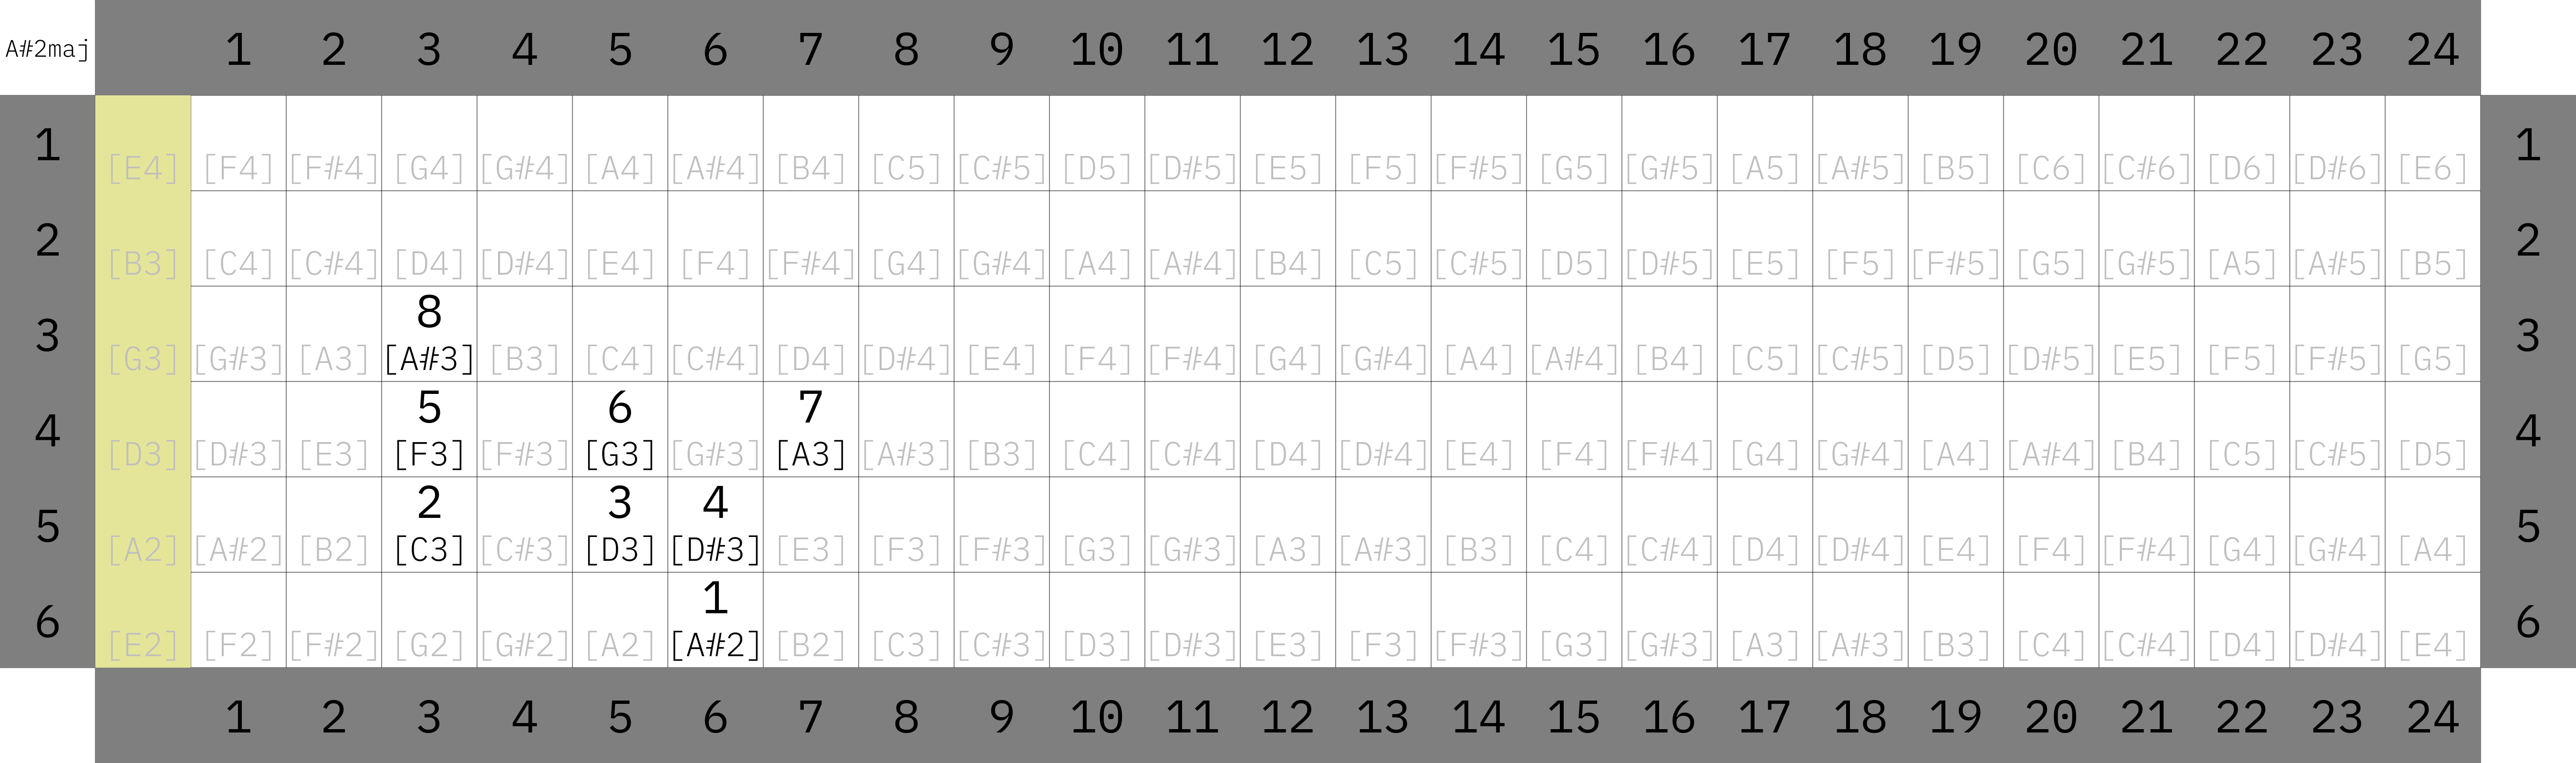 A#2maj 1 2 3 4 5 6 7 8 9 10 11 12 13 14 15 16 17 18 19 20 21 22 23 24
1 [E4] [F4] [F#4] [G4] [G#4] [A4] [A#4] [B4] [C5] [C#5] [D5] [D#5] [E5] [F5] [F#5] [G5] [G#5] [A5] [A#5] [B5] [C6] [C#6] [D6] [D#6] [E6] 1
2 [B3] [C4] [C#4] [D4] [D#4] [E4] [F4] [F#4] [G4] [G#4] [A4] [A#4] [B4] [C5] [C#5] [D5] [D#5] [E5] [F5] [F#5] [G5] [G#5] [A5] [A#5] [B5] 2
8
3 [G3] [G#3] [A3] [A#3] [B3] [C4] [C#4] [D4] [D#4] [E4] [F4] [F#4] [G4] [G#4] [A4] [A#4] [B4] [C5] [C#5] [D5] [D#5] [E5] [F5] [F#5] [G5] 3
5 6 7
4 [D3] [D#3] [E3] [F3] [F#3] [G3] [G#3] [A3] [A#3] [B3] [C4] [C#4] [D4] [D#4] [E4] [F4] [F#4] [G4] [G#4] [A4] [A#4] [B4] [C5] [C#5] [D5] 4
2 3 4
5 [A2] [A#2] [B2] [C3] [C#3] [D3] [D#3] [E3] [F3] [F#3] [G3] [G#3] [A3] [A#3] [B3] [C4] [C#4] [D4] [D#4] [E4] [F4] [F#4] [G4] [G#4] [A4] 5
1
6 [E2] [F2] [F#2] [G2] [G#2] [A2] [A#2] [B2] [C3] [C#3] [D3] [D#3] [E3] [F3] [F#3] [G3] [G#3] [A3] [A#3] [B3] [C4] [C#4] [D4] [D#4] [E4] 6
1 2 3 4 5 6 7 8 9 10 11 12 13 14 15 16 17 18 19 20 21 22 23 24